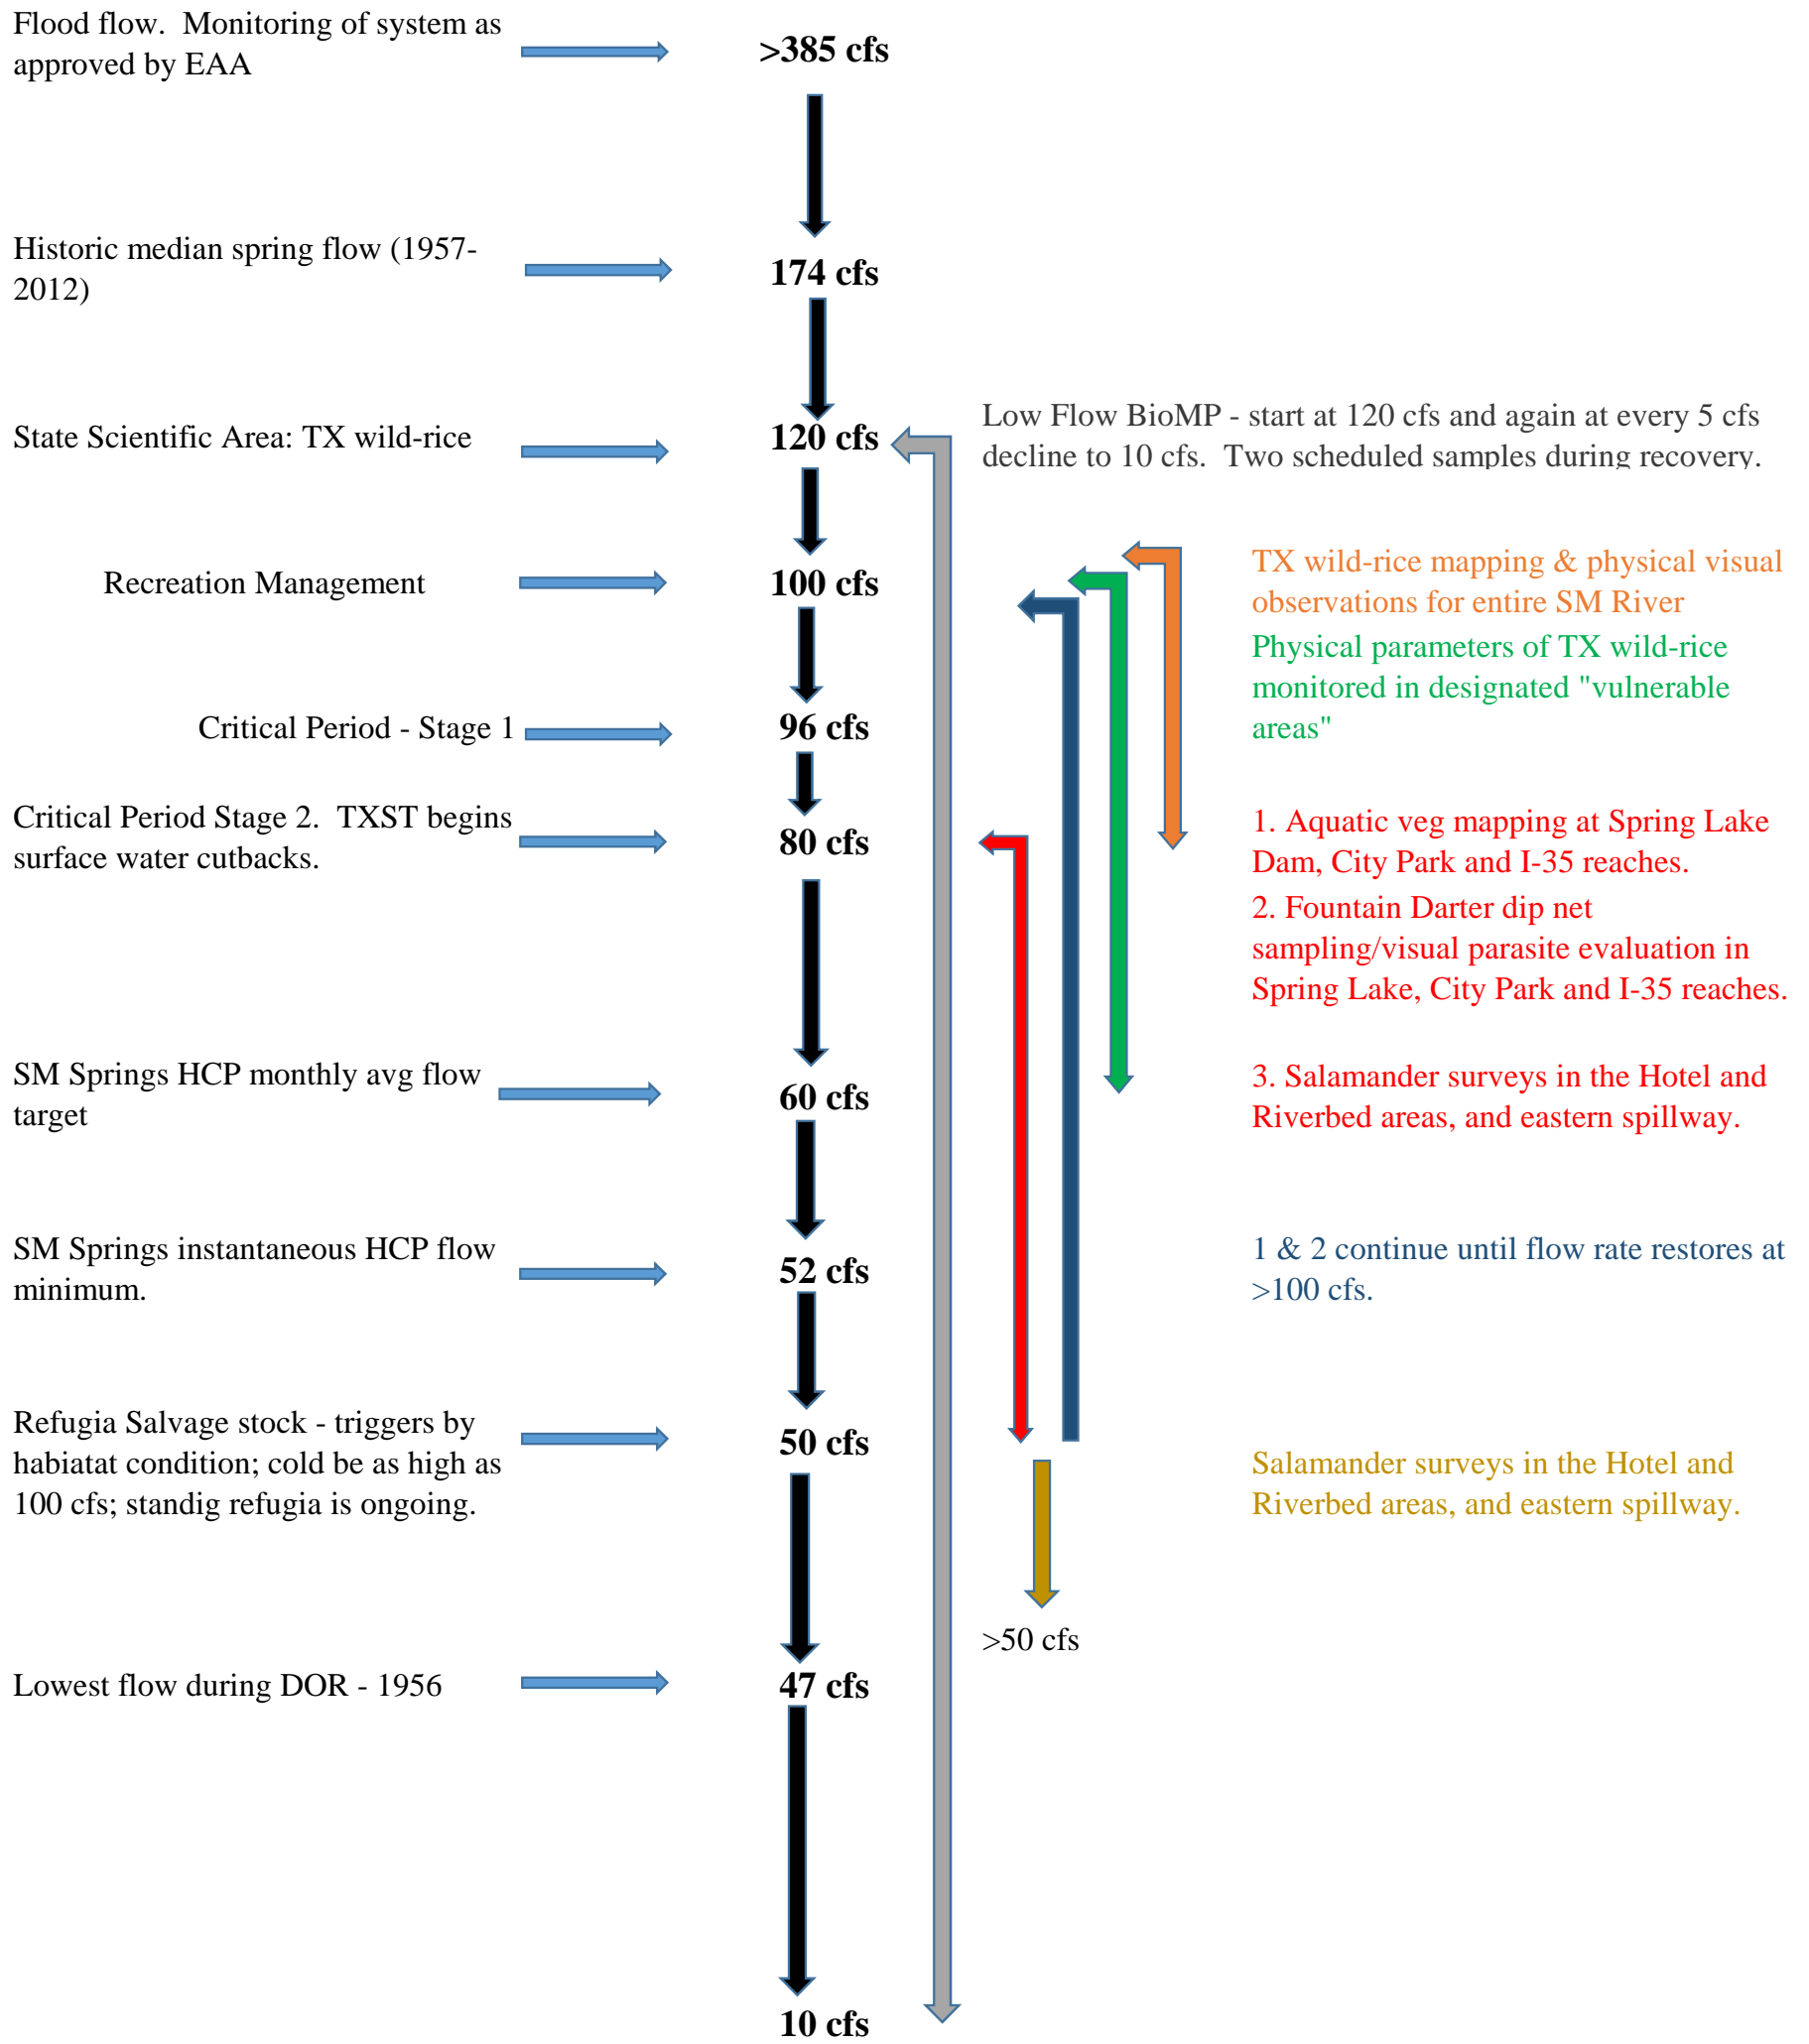 Flood flow.  Monitoring of system as
approved by EAA
>385 cfs
Historic median spring flow (1957-
2012)
174 cfs
State Scientific Area: TX wild-rice
120 cfs
Low Flow BioMP - start at 120 cfs and again at every 5 cfs
decline to 10 cfs.  Two scheduled samples during recovery.
Recreation Management
100 cfs
TX wild-rice mapping & physical visual
observations for entire SM River
Physical parameters of TX wild-rice
monitored in designated "vulnerable
areas"
Critical Period - Stage 1
96 cfs
Critical Period Stage 2.  TXST begins
surface water cutbacks.
80 cfs
1. Aquatic veg mapping at Spring Lake
Dam, City Park and I-35 reaches.
2. Fountain Darter dip net
sampling/visual parasite evaluation in
Spring Lake, City Park and I-35 reaches.
SM Springs HCP monthly avg flow
target
60 cfs
3. Salamander surveys in the Hotel and
Riverbed areas, and eastern spillway.
SM Springs instantaneous HCP flow
minimum.
52 cfs
1 & 2 continue until flow rate restores at
>100 cfs.
Refugia Salvage stock - triggers by
habiatat condition; cold be as high as
100 cfs; standig refugia is ongoing.
50 cfs
Salamander surveys in the Hotel and
Riverbed areas, and eastern spillway.
>50 cfs
Lowest flow during DOR - 1956
47 cfs
10 cfs